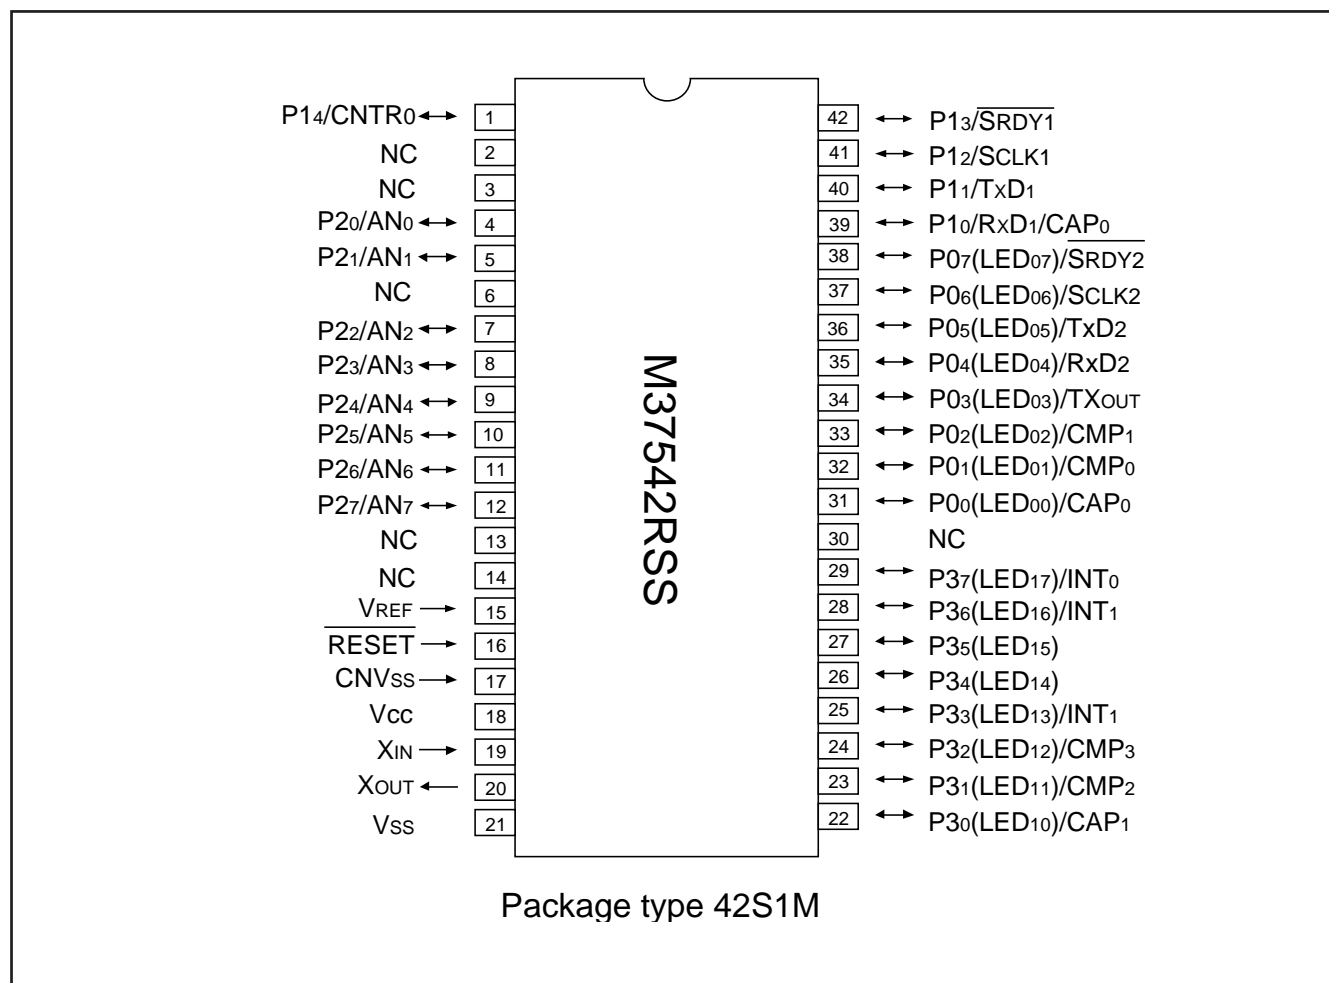 P14/CNTR0 1
NC 2
NC 3
P20/AN0 4
P21/AN1 5
NC 6
P22/AN2 7
P23/AN3 8
P24/AN4 9
P25/AN5 10
P26/AN6 11
P27/AN7 12
NC 13
NC 14
VREF 15
RESET 16
CNVSS 17
Vcc 18
XIN 19
XOUT 20
VSS 21
M37542RSS
42 P13/SRDY1
41 P12/SCLK1
40 P11/TXD1
39 P10/RXD1/CAP0
38 P07(LED07)/SRDY2
37 P06(LED06)/SCLK2
36 P05(LED05)/TxD2
35 P04(LED04)/RxD2
34 P03(LED03)/TXOUT
33 P02(LED02)/CMP1
32 P01(LED01)/CMP0
31 P00(LED00)/CAP0
30 NC
29 P37(LED17)/INT0
28 P36(LED16)/INT1
27 P35(LED15)
26 P34(LED14)
25 P33(LED13)/INT1
24 P32(LED12)/CMP3
23 P31(LED11)/CMP2
22 P30(LED10)/CAP1
Package type 42S1M